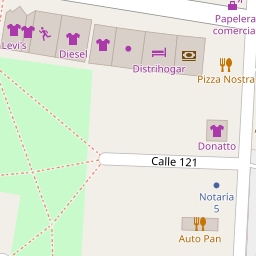 Papelera
comercial
Levi's
Diesel
Distrihogar
Pizza Nostra
Donatto
Calle 121
Notaria
5
Auto Pan